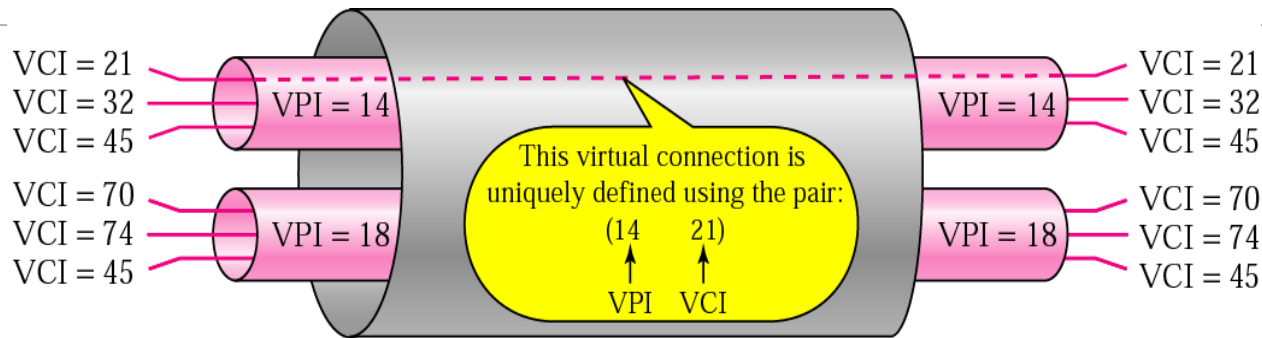 VCI = 21
VCI = 32
VCI = 45
VPI = 14
VCI = 70
VCI = 74
VCI = 45
VPI = 18
This virtual connection is
uniquely defined using the pair:
(14 21)
VPI VCI
VPI = 14
VCI = 21
VCI = 32
VCI = 45
VPI = 18
VCI = 70
VCI = 74
VCI = 45